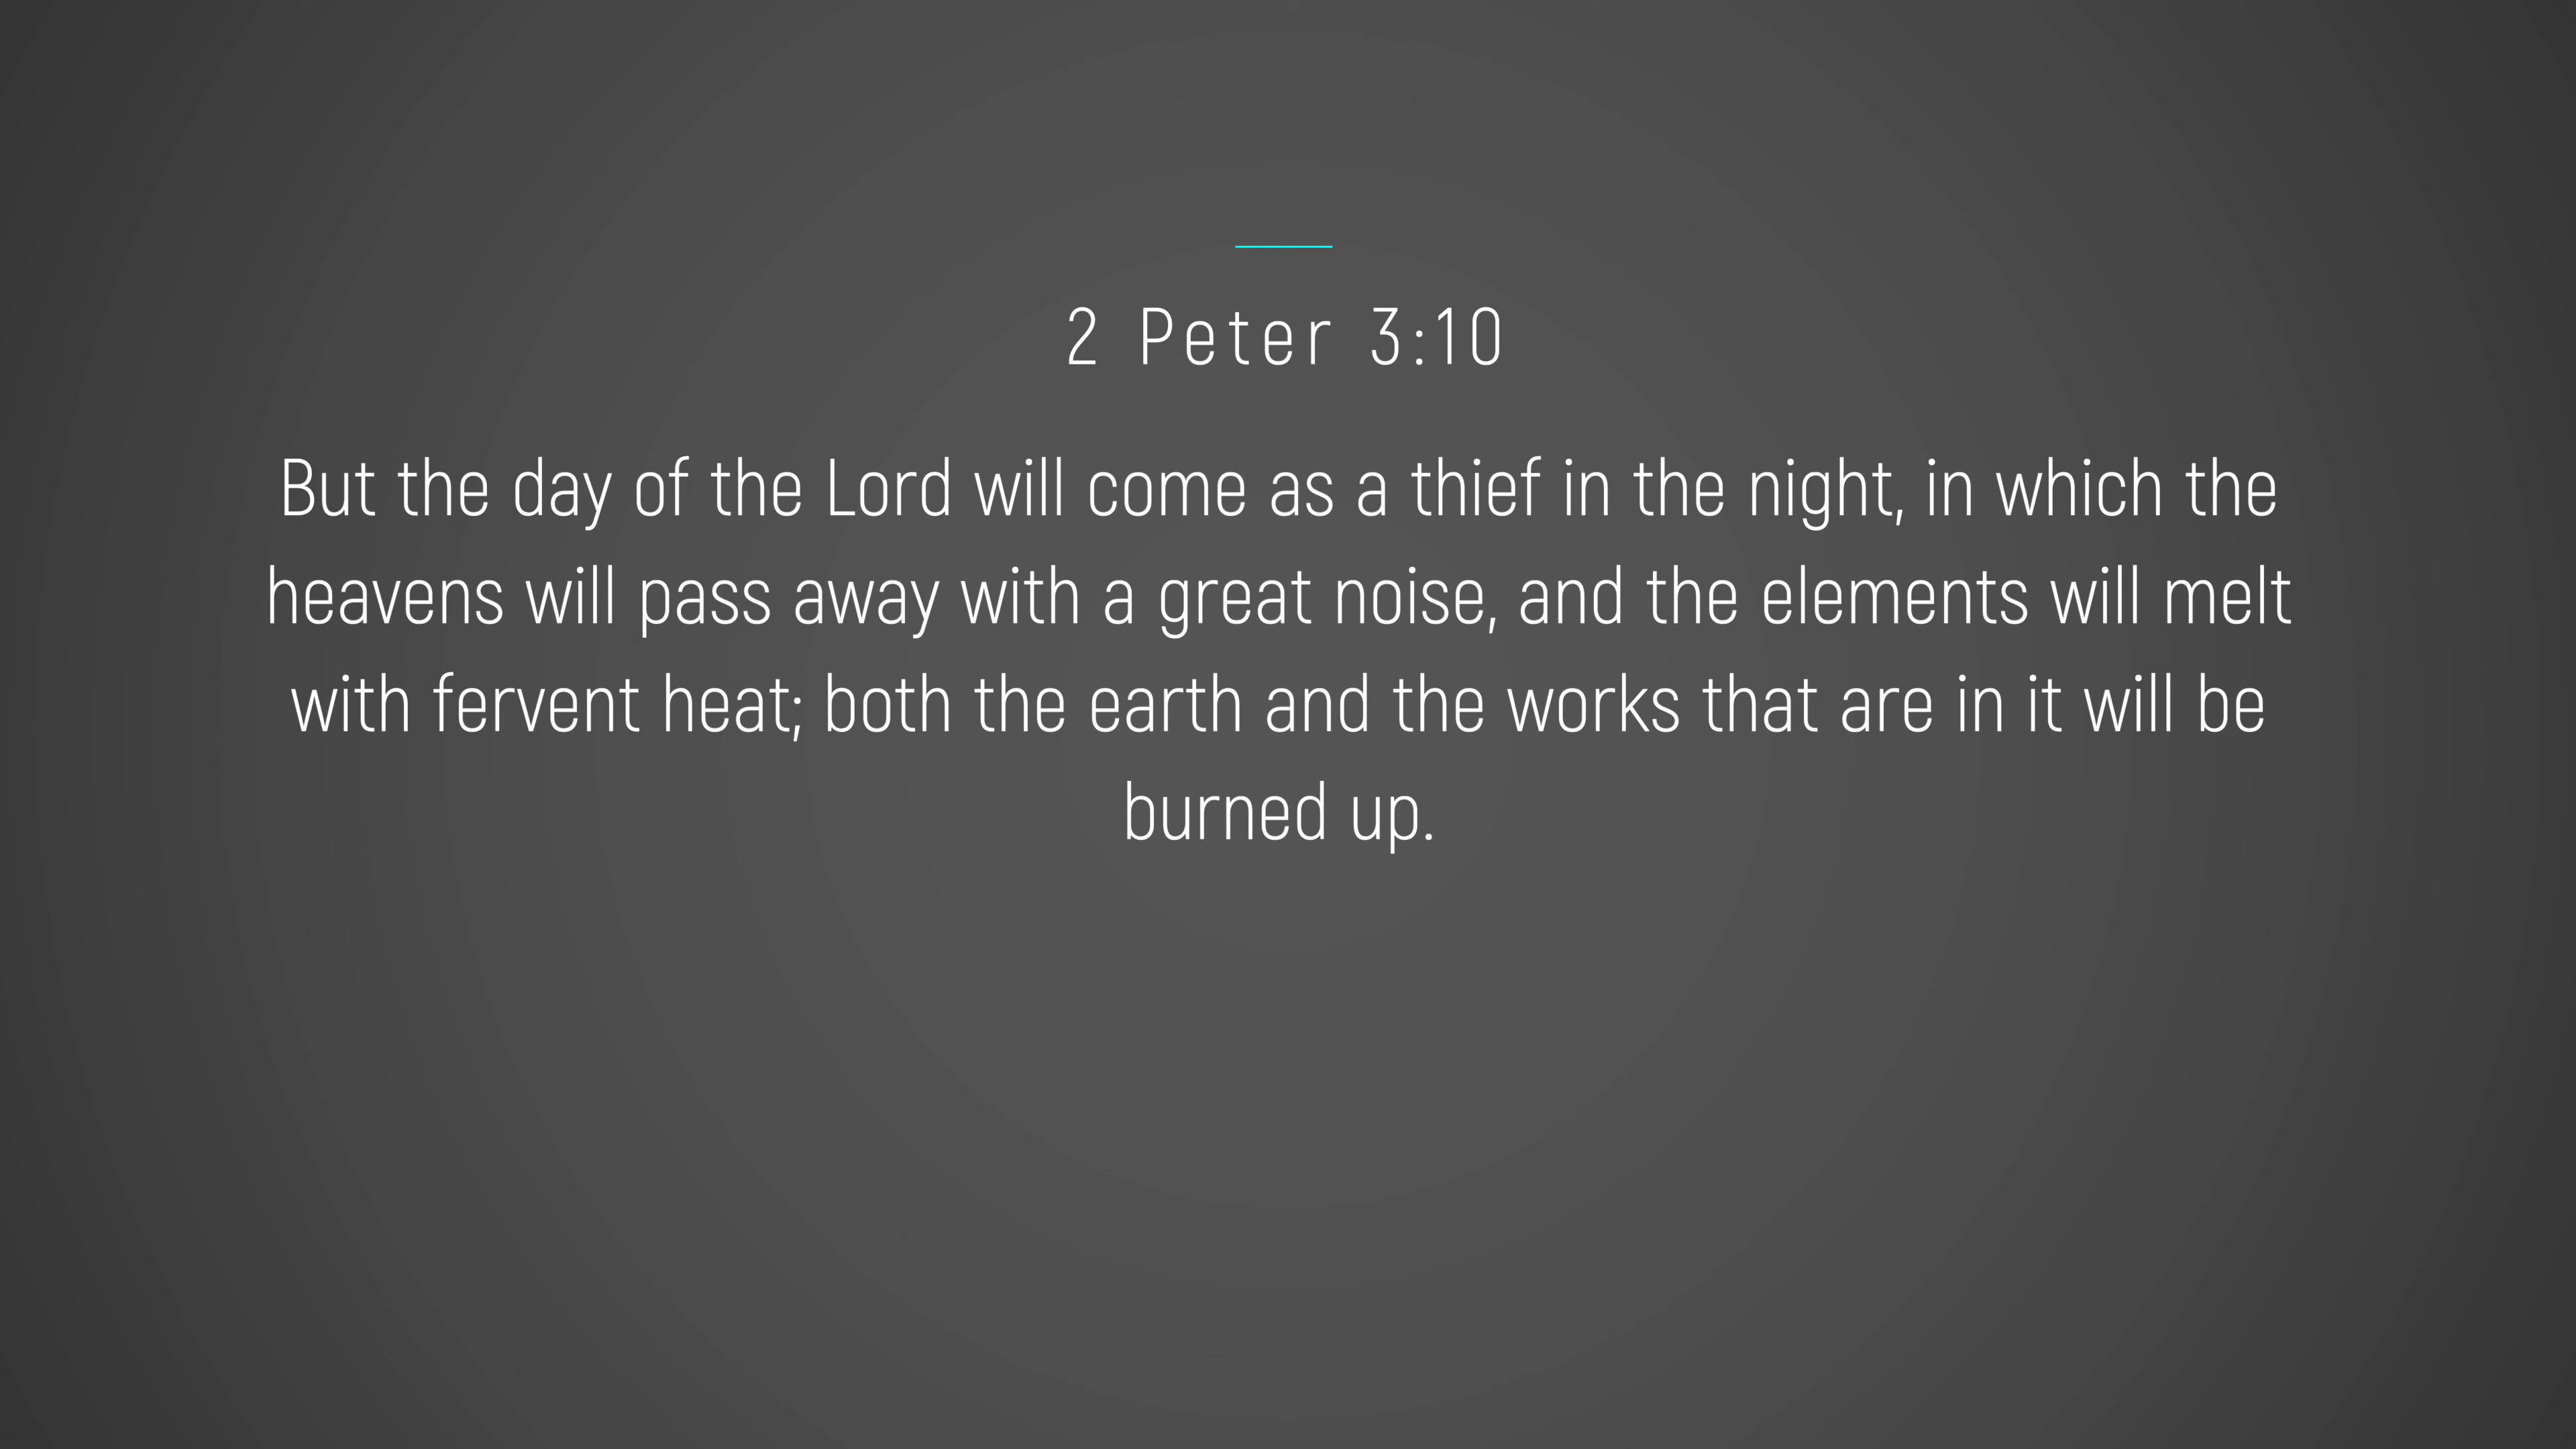 2 Peter 3:10
But the day of the Lord will come as a thief in the night, in which the
heavens will pass away with a great noise, and the elements will melt
with fervent heat; both the earth and the works that are in it will be
burned up.